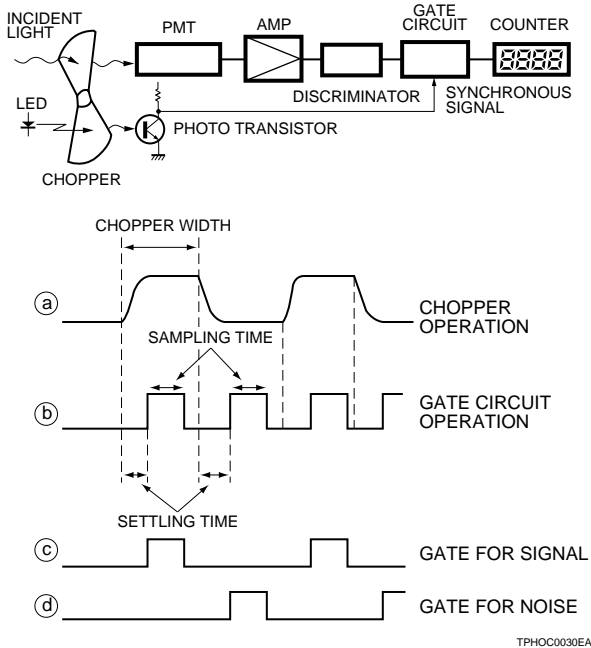 INCIDENT
LIGHT
PMT
AMP
GATE
CIRCUIT
COUNTER
8888
DISCRIMINATOR
SYNCHRONOUS
SIGNAL
LED
PHOTO TRANSISTOR
CHOPPER
CHOPPER WIDTH
a
CHOPPER
OPERATION
SAMPLING TIME
b
GATE CIRCUIT
OPERATION
SETTLING TIME
c
GATE FOR SIGNAL
d
GATE FOR NOISE
TPHOC0030EA